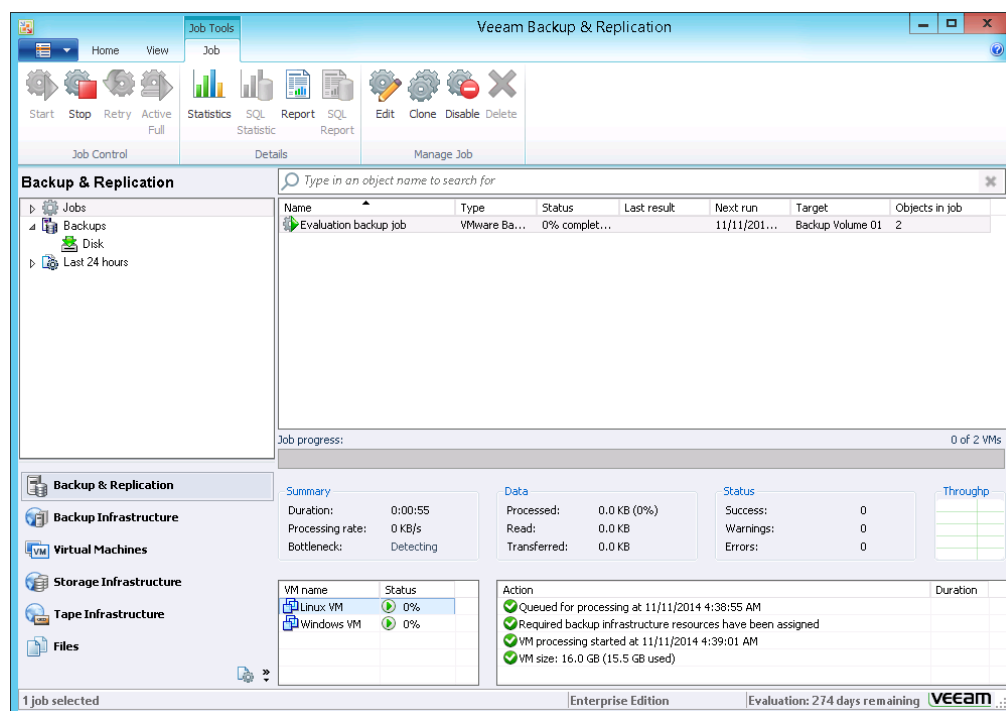 Job Tools
Veeam Backup & Replication
Home View Job
Start Stop Retry Active Full
Statistics SQL Statistic Report SQL Report
Edit Clone Disable Delete
Job Control Details Manage Job
Backup & Replication
Type in an object name to search for
Jobs
Backups
Disk
Last 24 hours
Name Type Status Last result Next run Target Objects in job
Evaluation backup job VMware Ba... 0% complet... 11/11/201... Backup Volume 01 2
Job progress: 0 of 2 VMs
Backup & Replication
Backup Infrastructure
Virtual Machines
Storage Infrastructure
Tape Infrastructure
Files
Summary
Duration: 0:00:55
Processing rate: 0 KB/s
Bottleneck: Detecting
Data
Processed: 0.0 KB (0%)
Read: 0.0 KB
Transferred: 0.0 KB
Status
Success: 0
Warnings: 0
Errors: 0
Throughp
VM name Status
Linux VM 0%
Windows VM 0%
Action Duration
Queued for processing at 11/11/2014 4:38:55 AM
Required backup infrastructure resources have been assigned
VM processing started at 11/11/2014 4:39:01 AM
VM size: 16.0 GB (15.5 GB used)
1 job selected Enterprise Edition Evaluation: 274 days remaining veeam